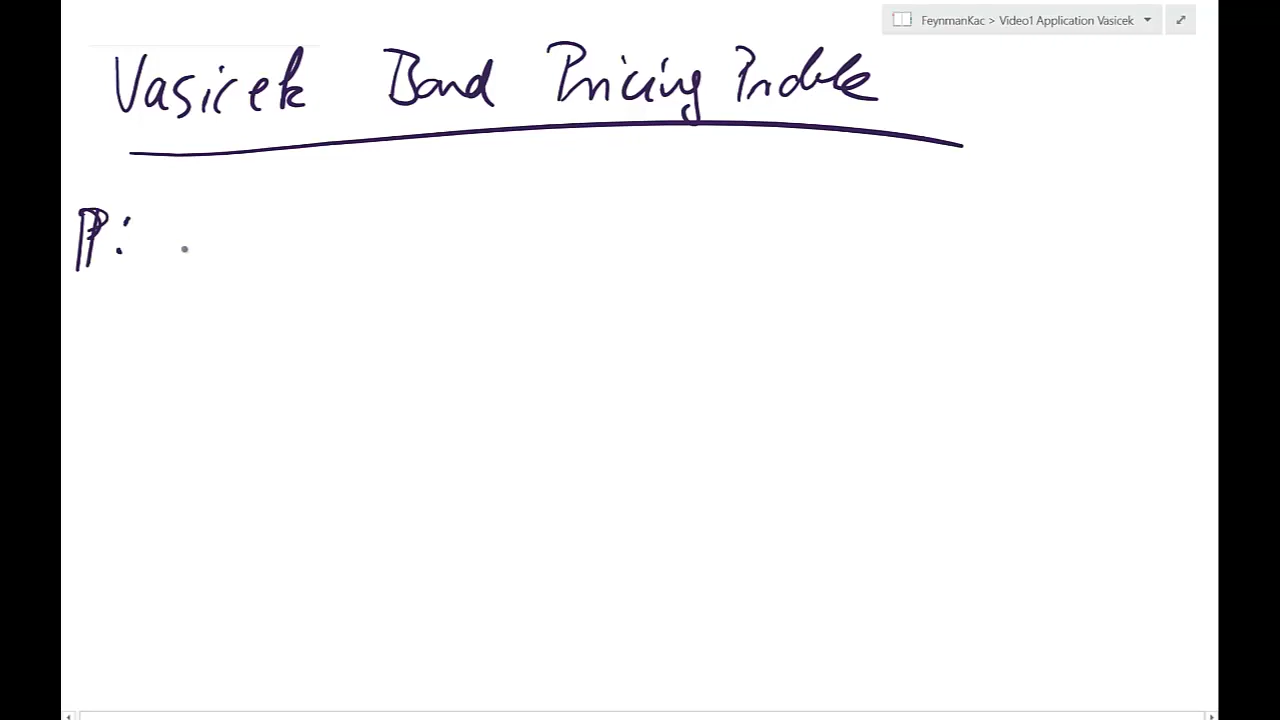 FeynmanKac > Video1 Application Vasicek
Vasicek Bond Pricing Proble
ℙ: